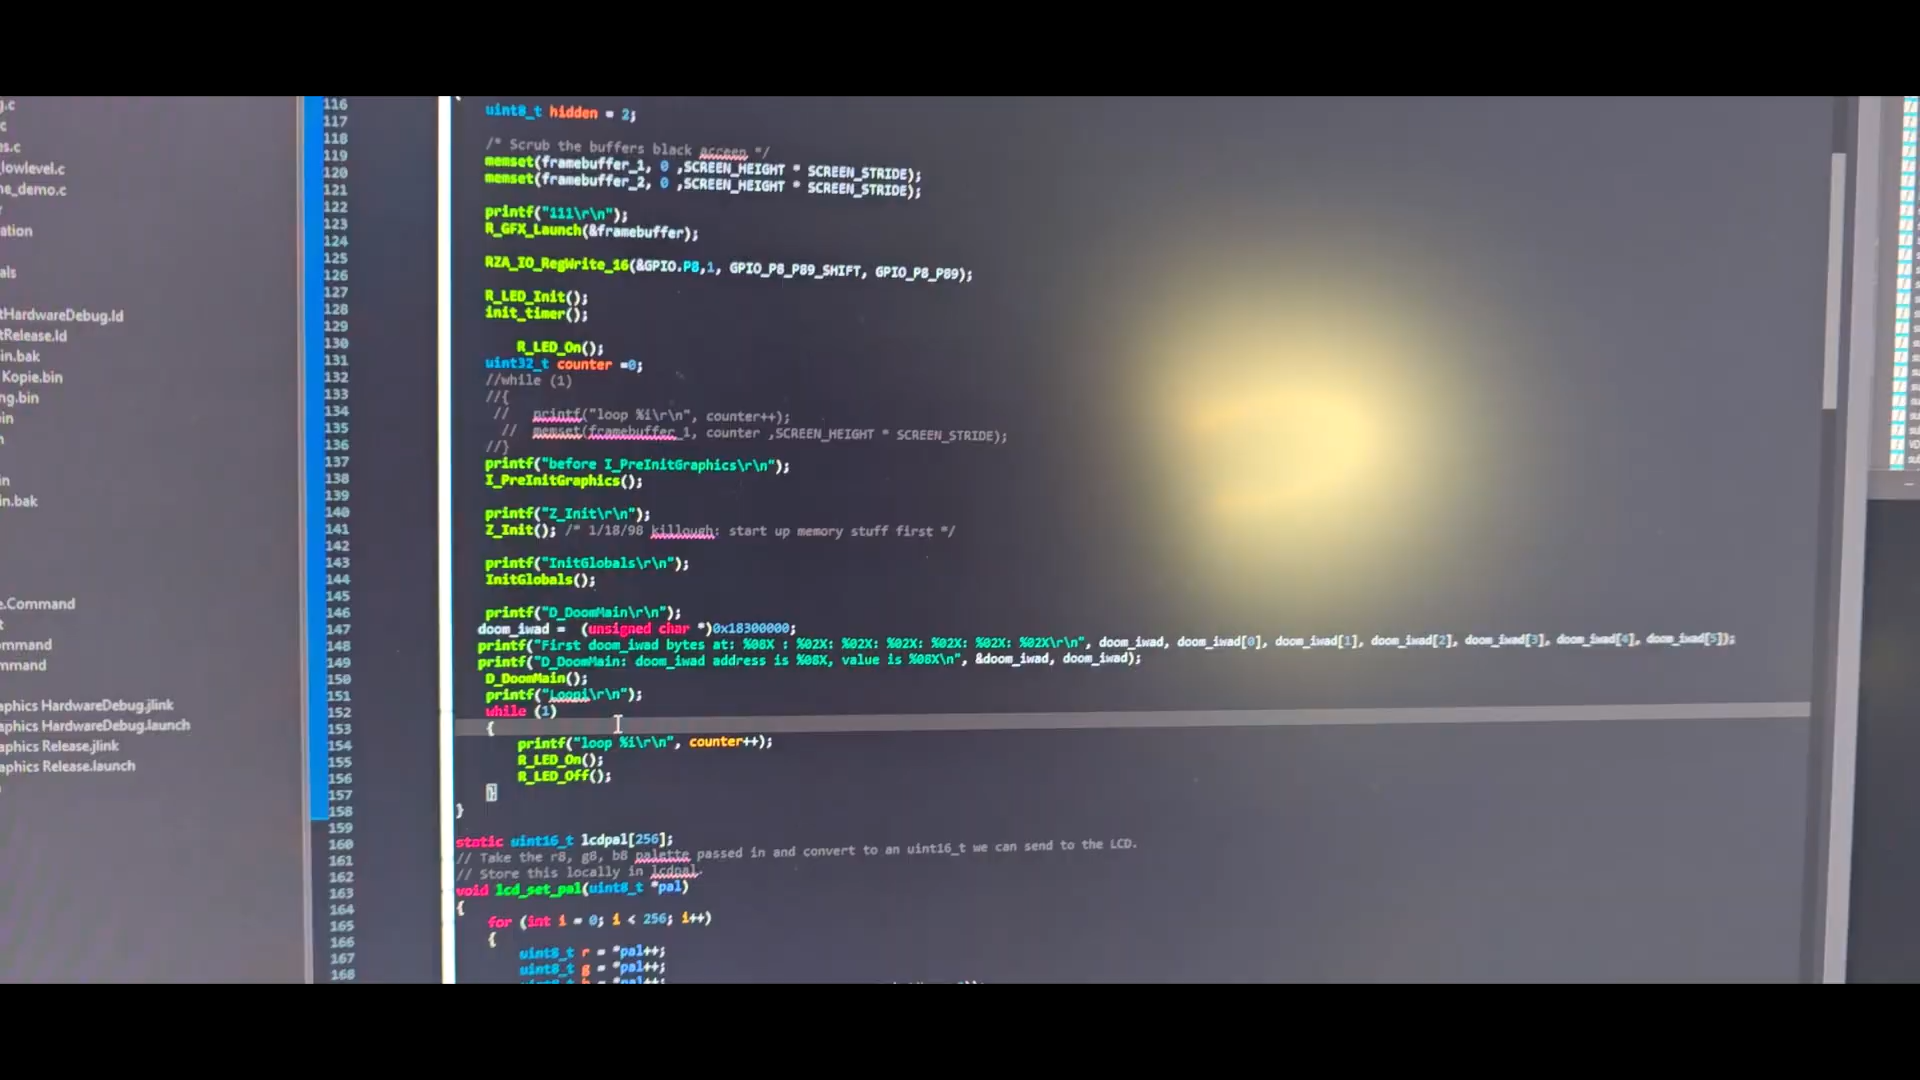 g.c
c
es.c
lowlevel.c
ne_demo.c
r
ation
als
tHardwareDebug.ld
tRelease.ld
in.bak
Kopie.bin
ng.bin
in
n
in
n.bak
e.Command
t
ommand
mmand
aphics HardwareDebug.jlink
aphics HardwareDebug.launch
aphics Release.jlink
aphics Release.launch
116
117 uint8_t hidden = 2;
118
119 /* Scrub the buffers black acceen */
120 memset(framebuffer_1, 0 ,SCREEN_HEIGHT * SCREEN_STRIDE);
121 memset(framebuffer_2, 0 ,SCREEN_HEIGHT * SCREEN_STRIDE);
122
123 printf("111\r\n");
124 R_GFX_Launch(&framebuffer);
125
126 RZA_IO_RegWrite_16(&GPIO.P8,1, GPIO_P8_P89_SHIFT, GPIO_P8_P89);
127
128 R_LED_Init();
129 init_timer();
130
131 R_LED_On();
132 uint32_t counter =0;
133 //while (1)
134 //{
135 // printf("loop %i\r\n", counter++);
136 // memset(framebuffer_1, counter ,SCREEN_HEIGHT * SCREEN_STRIDE);
137 //}
138 printf("before I_PreInitGraphics\r\n");
139 I_PreInitGraphics();
140
141 printf("Z_Init\r\n");
142 Z_Init(); /* 1/18/98 killough: start up memory stuff first */
143
144 printf("InitGlobals\r\n");
145 InitGlobals();
146
147 printf("D_DoomMain\r\n");
148 doom_iwad = (unsigned char *)0x18300000;
149 printf("First doom_iwad bytes at: %08X : %02X: %02X: %02X: %02X: %02X: %02X\r\n", doom_iwad, doom_iwad[0], doom_iwad[1], doom_iwad[2], doom_iwad[3], doom_iwad[4], doom_iwad[5]);
150 printf("D_DoomMain: doom_iwad address is %08X, value is %08X\n", &doom_iwad, doom_iwad);
151 D_DoomMain();
152 printf("Loopi\r\n");
153 while (1)
154 {
155 printf("loop %i\r\n", counter++);
156 R_LED_On();
157 R_LED_Off();
158 }
159 }
160
161 static uint16_t lcdpal[256];
162 // Take the r8, g8, b8 palette passed in and convert to an uint16_t we can send to the LCD.
163 // Store this locally in lcdpal.
164 void lcd_set_pal(uint8_t *pal)
165 {
166 for (int i = 0; i < 256; i++)
167 {
168 uint8_t r = *pal++;
uint8_t g = *pal++;